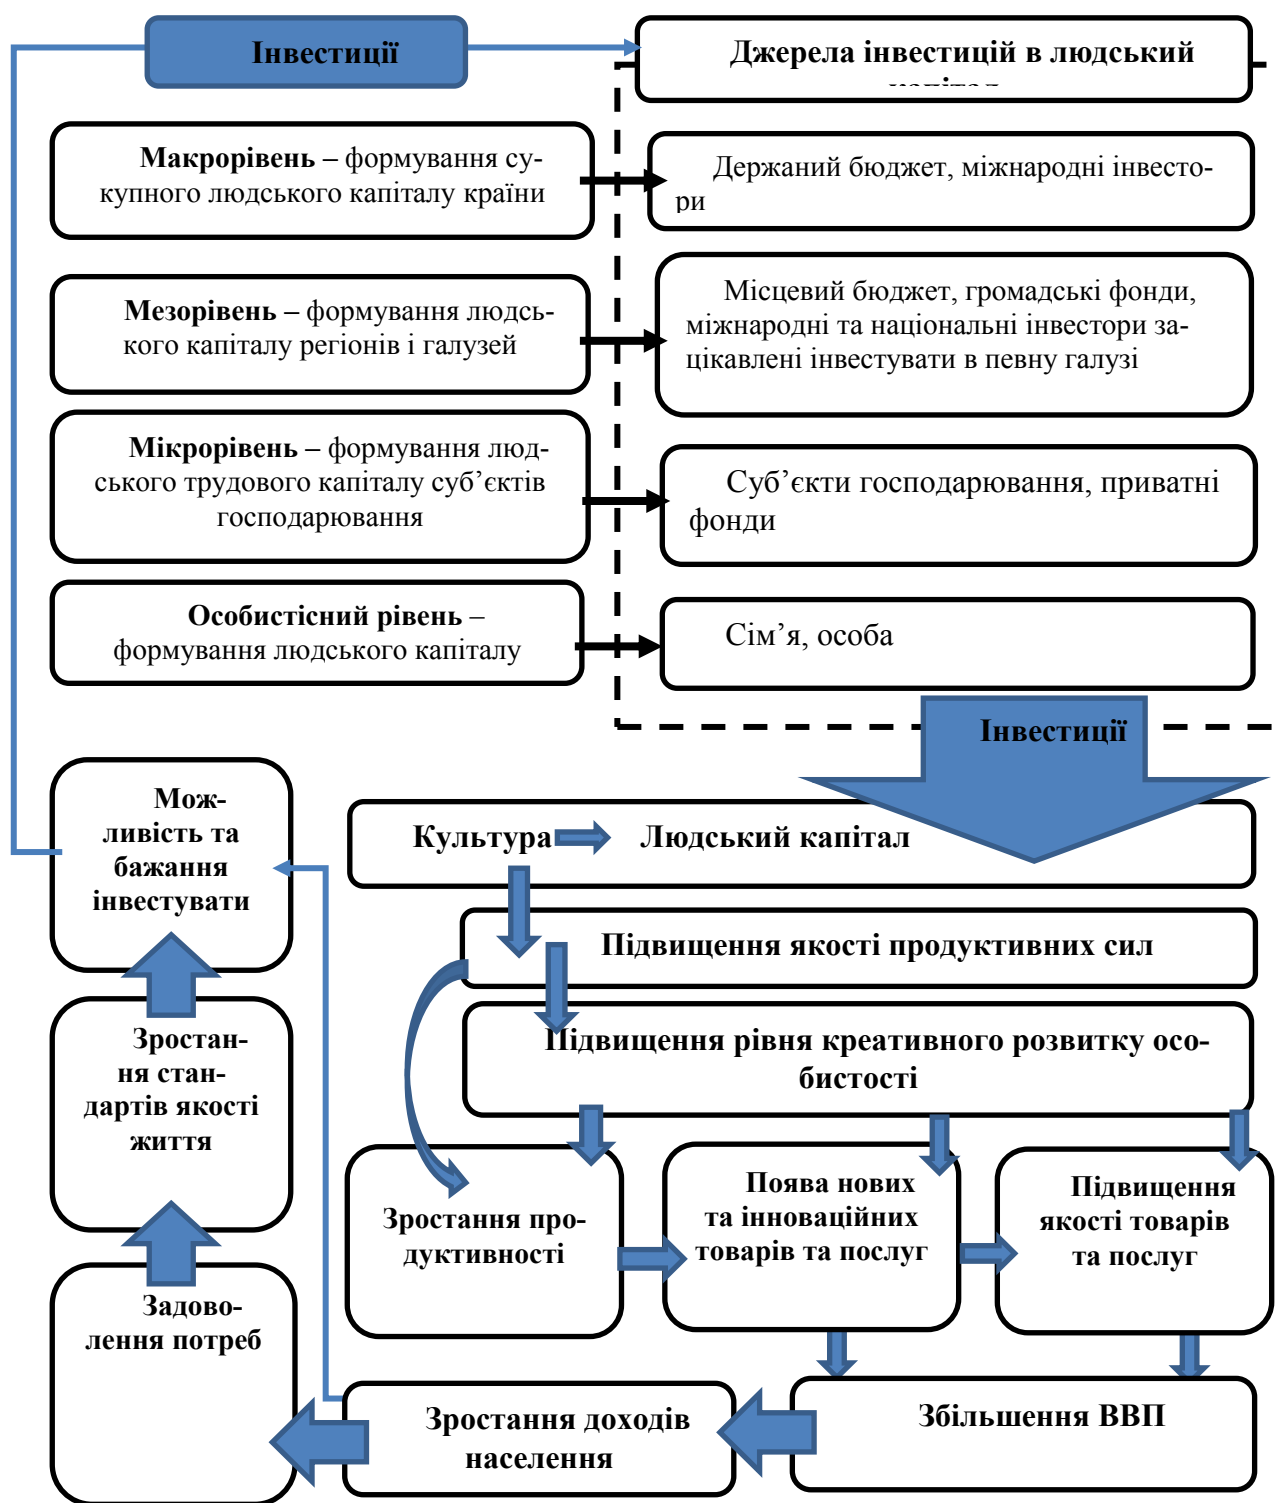 Інвестиції
Джерела інвестицій в людський
капітал
Макрорівень – формування су-
купного людського капіталу країни
Держаний бюджет, міжнародні інвесто-
ри
Мезорівень – формування людсь-
кого капіталу регіонів і галузей
Місцевий бюджет, громадські фонди,
міжнародні та національні інвестори за-
цікавлені інвестувати в певну галузі
Мікрорівень – формування люд-
ського трудового капіталу суб’єктів
господарювання
Суб’єкти господарювання, приватні
фонди
Особистісний рівень –
формування людського капіталу
Сім’я, особа
Інвестиції
Мож-
ливість та
бажання
інвестувати
Культура
Людський капітал
Підвищення якості продуктивних сил
Підвищення рівня креативного розвитку осо-
бистості
Зростан-
ня стан-
дартів якості
життя
Зростання про-
дуктивності
Поява нових
та інноваційних
товарів та послуг
Підвищення
якості товарів
та послуг
Задово-
лення потреб
Зростання доходів
населення
Збільшення ВВП